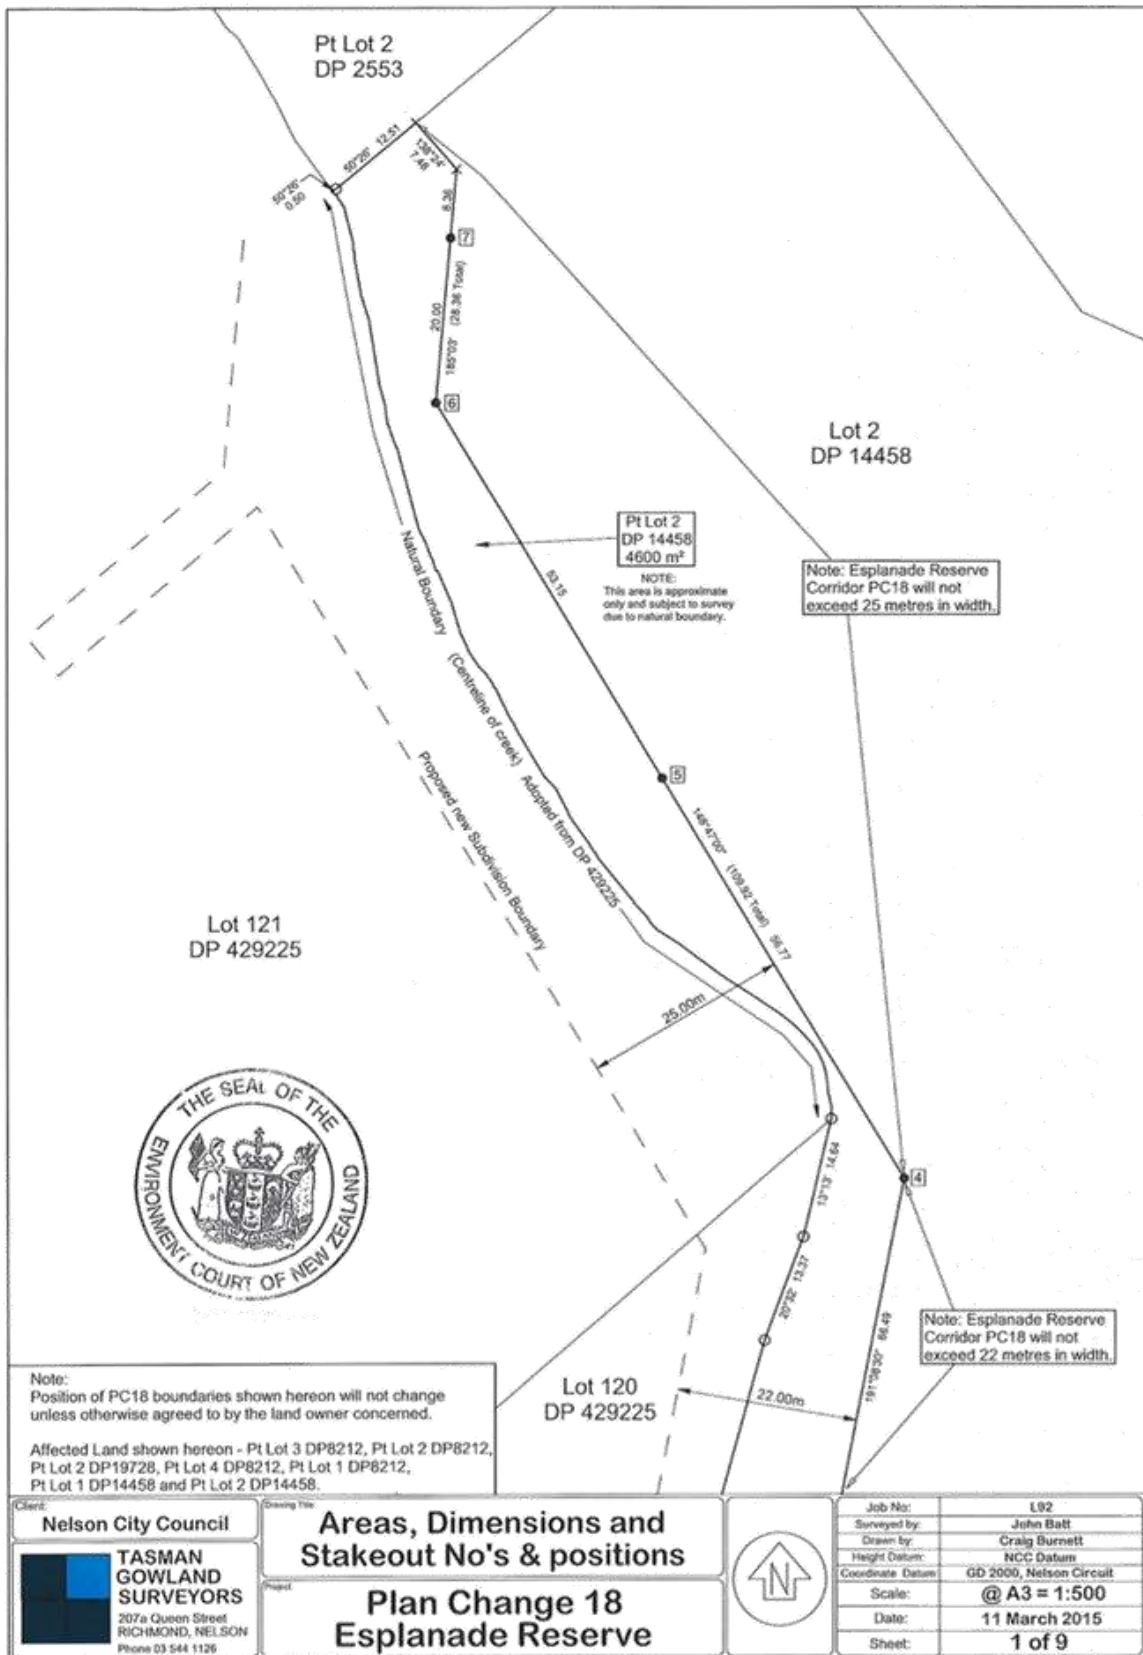 Pt Lot 2
DP 2553
50°26' 12.51
138°24'
7.48
50°26'
0.50
8.36
7
20.00
185°03' (28.36 Total)
6
Lot 2
DP 14458
Pt Lot 2
DP 14458
4600 m²
NOTE:
This area is approximate
only and subject to survey
due to natural boundary.
53.15
Note: Esplanade Reserve
Corridor PC18 will not
exceed 25 metres in width.
Natural Boundary (Centreline of creek) Adopted from DP 429225
Proposed new Subdivision Boundary
5
148°47'00" (109.92 Total) 56.77
Lot 121
DP 429225
25.00m
THE SEAL OF THE
ENVIRONMENT COURT OF NEW ZEALAND
13°13' 14.64
4
20°32' 13.37
191°08'30" 66.49
Note: Esplanade Reserve
Corridor PC18 will not
exceed 22 metres in width.
Lot 120
DP 429225
22.00m
Note:
Position of PC18 boundaries shown hereon will not change
unless otherwise agreed to by the land owner concerned.
Affected Land shown hereon - Pt Lot 3 DP8212, Pt Lot 2 DP8212,
Pt Lot 2 DP19728, Pt Lot 4 DP8212, Pt Lot 1 DP8212,
Pt Lot 1 DP14458 and Pt Lot 2 DP14458.
Client:
Nelson City Council
TASMAN
GOWLAND
SURVEYORS
207a Queen Street
RICHMOND, NELSON
Phone 03 544 1126
Drawing Title:
Areas, Dimensions and
Stakeout No's & positions
Project:
Plan Change 18
Esplanade Reserve
N
Job No: L92
Surveyed by: John Batt
Drawn by: Craig Burnett
Height Datum: NCC Datum
Coordinate Datum: GD 2000, Nelson Circuit
Scale: @ A3 = 1:500
Date: 11 March 2015
Sheet: 1 of 9